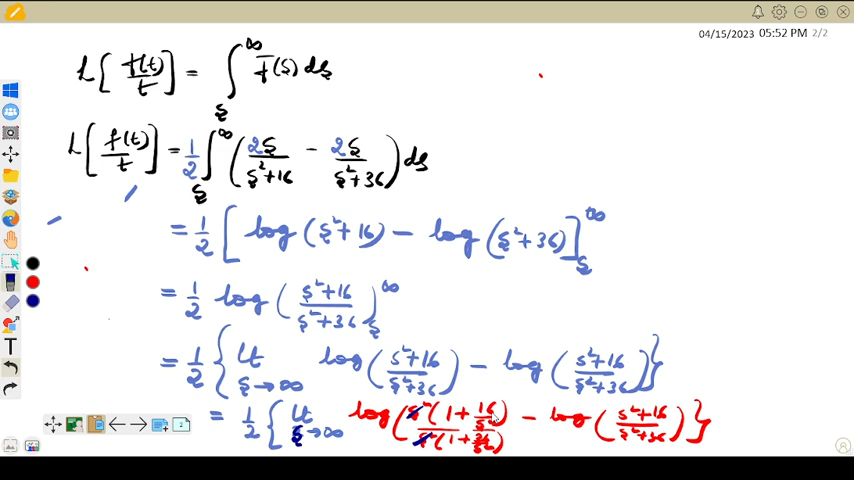 04/15/2023 05:52 PM 2/2
L[f(t)/t] = ∫_s^∞ f̄(s) ds
L[f(t)/t] = 1/2 ∫_s^∞ (2s/(s²+16) − 2s/(s²+36)) ds
= 1/2 [log (s²+16) − log (s²+36)]_s^∞
= 1/2 log ((s²+16)/(s²+36))_s^∞
= 1/2 { Lt s→∞ log ((s²+16)/(s²+36)) − log ((s²+16)/(s²+36)) }
= 1/2 { Lt s→∞ log (s²(1+16/s²)/s²(1+36/s²)) − log ((s²+16)/(s²+36)) }